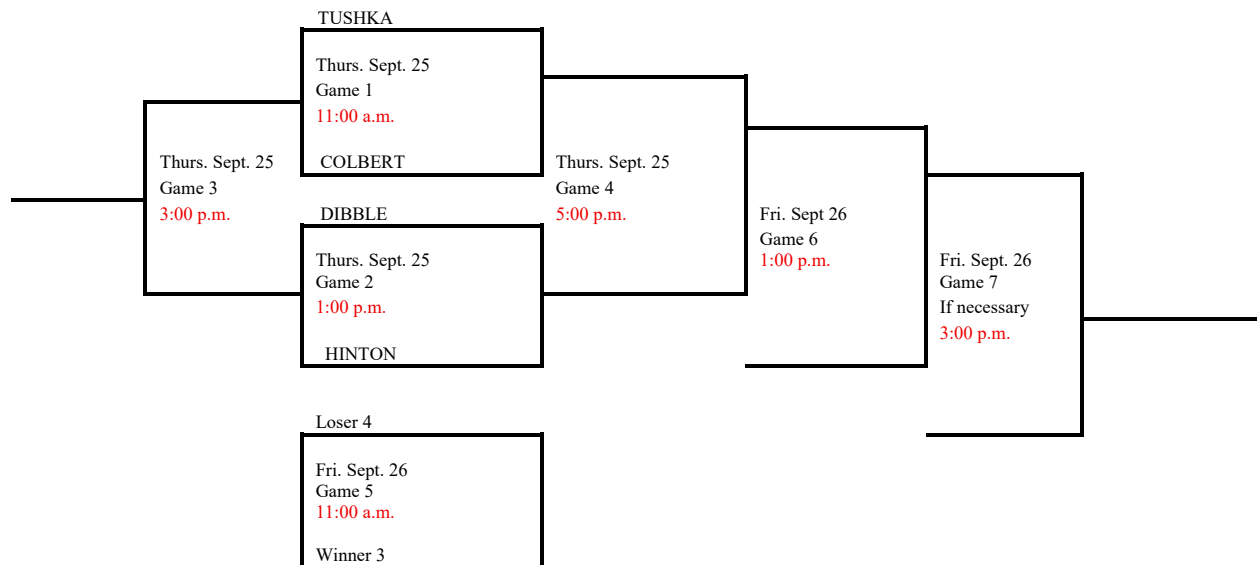 TUSHKA
Thurs. Sept. 25
Game 1
11:00 a.m.
COLBERT
Thurs. Sept. 25
Game 3
3:00 p.m.
DIBBLE
Thurs. Sept. 25
Game 2
1:00 p.m.
HINTON
Thurs. Sept. 25
Game 4
5:00 p.m.
Fri. Sept 26
Game 6
1:00 p.m.
Fri. Sept. 26
Game 7
If necessary
3:00 p.m.
Loser 4
Fri. Sept. 26
Game 5
11:00 a.m.
Winner 3